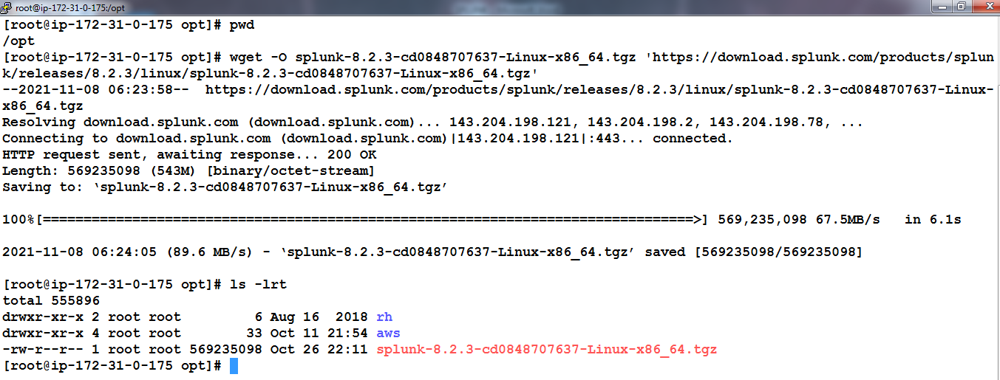 root@ip-172-31-0-175:/opt
[root@ip-172-31-0-175 opt]# pwd
/opt
[root@ip-172-31-0-175 opt]# wget -O splunk-8.2.3-cd0848707637-Linux-x86_64.tgz 'https://download.splunk.com/products/splun
k/releases/8.2.3/linux/splunk-8.2.3-cd0848707637-Linux-x86_64.tgz'
--2021-11-08 06:23:58--  https://download.splunk.com/products/splunk/releases/8.2.3/linux/splunk-8.2.3-cd0848707637-Linux-
x86_64.tgz
Resolving download.splunk.com (download.splunk.com)... 143.204.198.121, 143.204.198.2, 143.204.198.78, ...
Connecting to download.splunk.com (download.splunk.com)|143.204.198.121|:443... connected.
HTTP request sent, awaiting response... 200 OK
Length: 569235098 (543M) [binary/octet-stream]
Saving to: ‘splunk-8.2.3-cd0848707637-Linux-x86_64.tgz’
100%[================================================================================>] 569,235,098 67.5MB/s   in 6.1s
2021-11-08 06:24:05 (89.6 MB/s) - ‘splunk-8.2.3-cd0848707637-Linux-x86_64.tgz’ saved [569235098/569235098]
[root@ip-172-31-0-175 opt]# ls -lrt
total 555896
drwxr-xr-x 2 root root         6 Aug 16  2018 rh
drwxr-xr-x 4 root root        33 Oct 11 21:54 aws
-rw-r--r-- 1 root root 569235098 Oct 26 22:11 splunk-8.2.3-cd0848707637-Linux-x86_64.tgz
[root@ip-172-31-0-175 opt]#